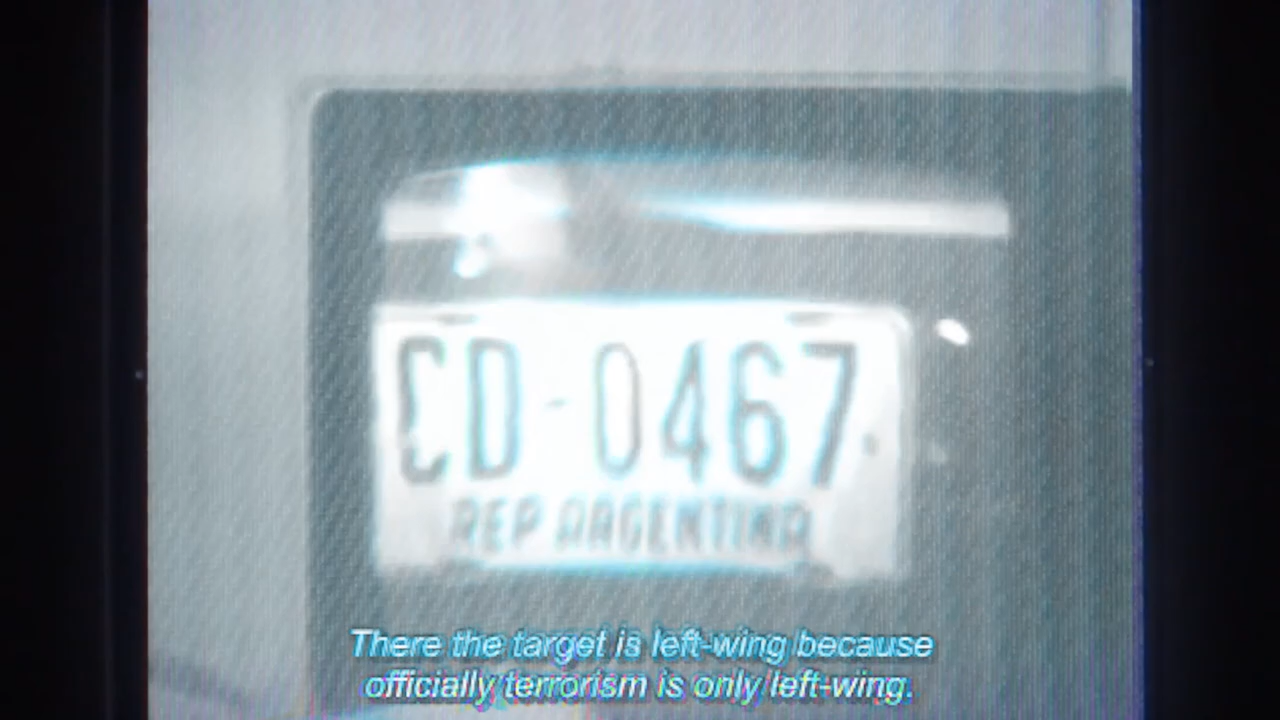 CD-0467
REP ARGENTINA
There the target is left-wing because
officially terrorism is only left-wing.